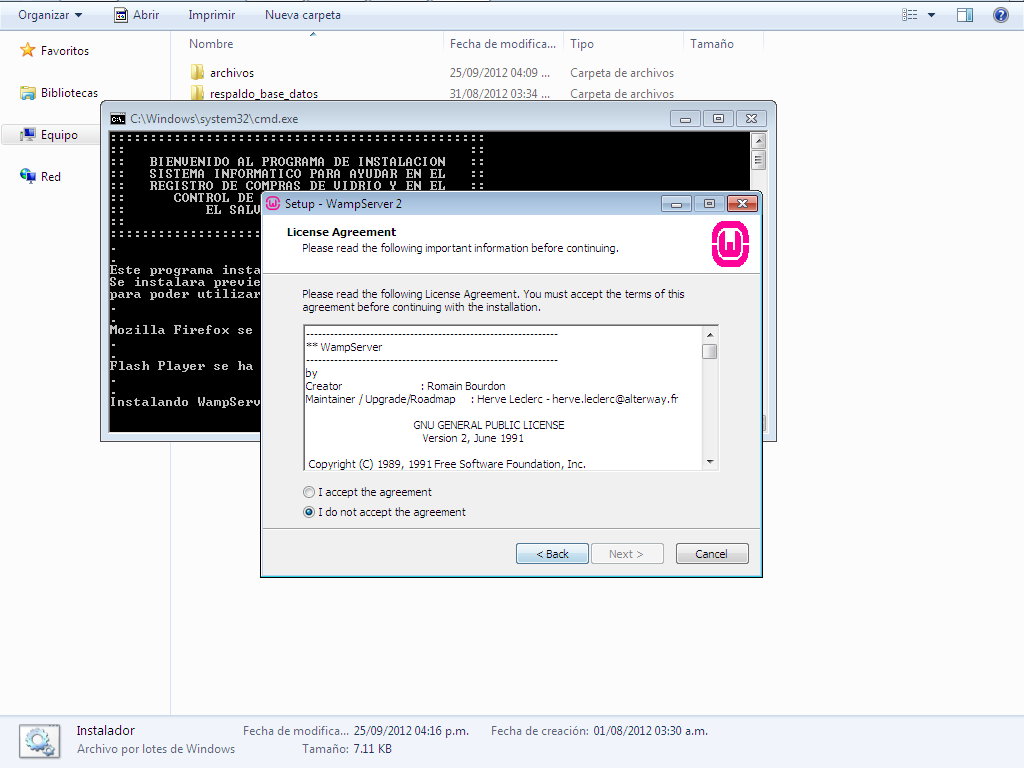 Organizar Abrir Imprimir Nueva carpeta
Favoritos
Bibliotecas
Equipo
Red
Nombre Fecha de modifica... Tipo Tamaño
archivos 25/09/2012 04:09 ... Carpeta de archivos
respaldo_base_datos 31/08/2012 03:34 ... Carpeta de archivos
C:\Windows\system32\cmd.exe
:::::::::::::::::::::::::::::::::::::::::::::::
:: ::
:: BIENVENIDO AL PROGRAMA DE INSTALACION ::
:: SISTEMA INFORMATICO PARA AYUDAR EN EL ::
:: REGISTRO DE COMPRAS DE VIDRIO Y EN EL ::
:: CONTROL DE
:: EL SALV
::
:::::::::::::::::::
.
.
Este programa insta
Se instalara previe
para poder utilizar
.
.
Mozilla Firefox se
.
.
Flash Player se ha
.
.
Instalando WampServ
Setup - WampServer 2
License Agreement
Please read the following important information before continuing.
Please read the following License Agreement. You must accept the terms of this
agreement before continuing with the installation.
---------------------------------------------------------------
** WampServer
---------------------------------------------------------------
by
Creator : Romain Bourdon
Maintainer / Upgrade/Roadmap : Herve Leclerc - herve.leclerc@alterway.fr
GNU GENERAL PUBLIC LICENSE
Version 2, June 1991
Copyright (C) 1989, 1991 Free Software Foundation, Inc.
I accept the agreement
I do not accept the agreement
< Back Next > Cancel
Instalador Fecha de modifica... 25/09/2012 04:16 p.m. Fecha de creación: 01/08/2012 03:30 a.m.
Archivo por lotes de Windows Tamaño: 7.11 KB